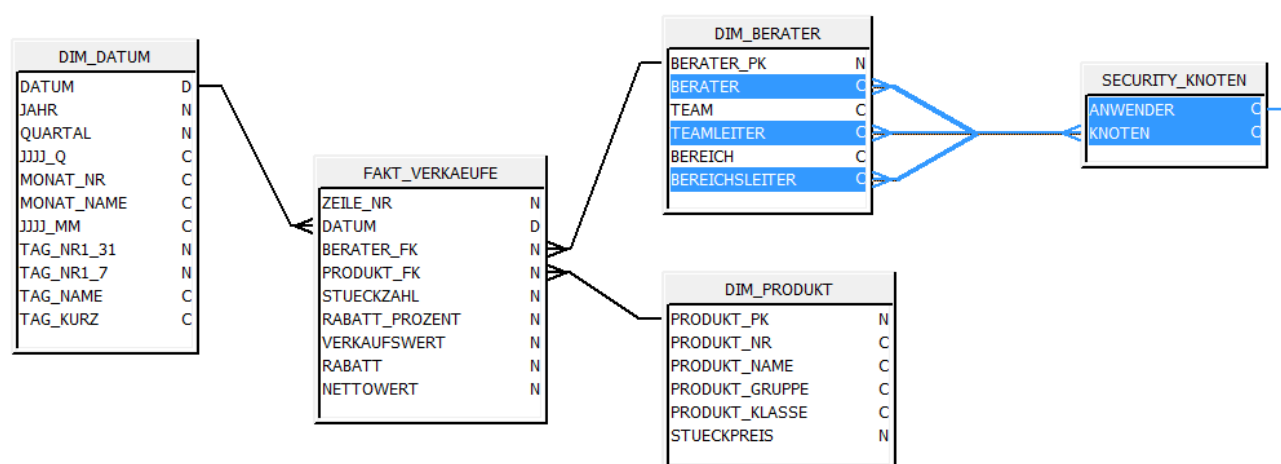 DIM_DATUM
DATUM D
JAHR N
QUARTAL N
JJJJ_Q C
MONAT_NR C
MONAT_NAME C
JJJJ_MM C
TAG_NR1_31 N
TAG_NR1_7 N
TAG_NAME C
TAG_KURZ C
FAKT_VERKAEUFE
ZEILE_NR N
DATUM D
BERATER_FK N
PRODUKT_FK N
STUECKZAHL N
RABATT_PROZENT N
VERKAUFSWERT N
RABATT N
NETTOWERT N
DIM_BERATER
BERATER_PK N
BERATER C
TEAM C
TEAMLEITER C
BEREICH C
BEREICHSLEITER C
DIM_PRODUKT
PRODUKT_PK N
PRODUKT_NR C
PRODUKT_NAME C
PRODUKT_GRUPPE C
PRODUKT_KLASSE C
STUECKPREIS N
SECURITY_KNOTEN
ANWENDER C
KNOTEN C